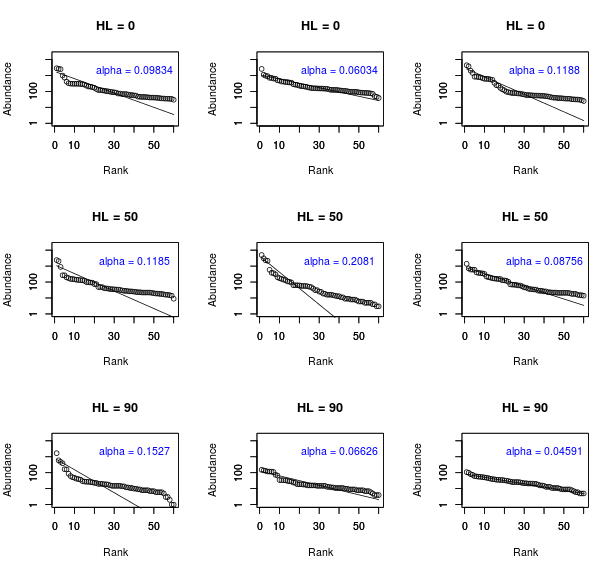 HL = 0
alpha = 0.09834
Abundance
1 100
0 10 30 50
Rank
HL = 0
alpha = 0.06034
Abundance
1 100
0 10 30 50
Rank
HL = 0
alpha = 0.1188
Abundance
1 100
0 10 30 50
Rank
HL = 50
alpha = 0.1185
Abundance
1 100
0 10 30 50
Rank
HL = 50
alpha = 0.2081
Abundance
1 100
0 10 30 50
Rank
HL = 50
alpha = 0.08756
Abundance
1 100
0 10 30 50
Rank
HL = 90
alpha = 0.1527
Abundance
1 100
0 10 30 50
Rank
HL = 90
alpha = 0.06626
Abundance
1 100
0 10 30 50
Rank
HL = 90
alpha = 0.04591
Abundance
1 100
0 10 30 50
Rank